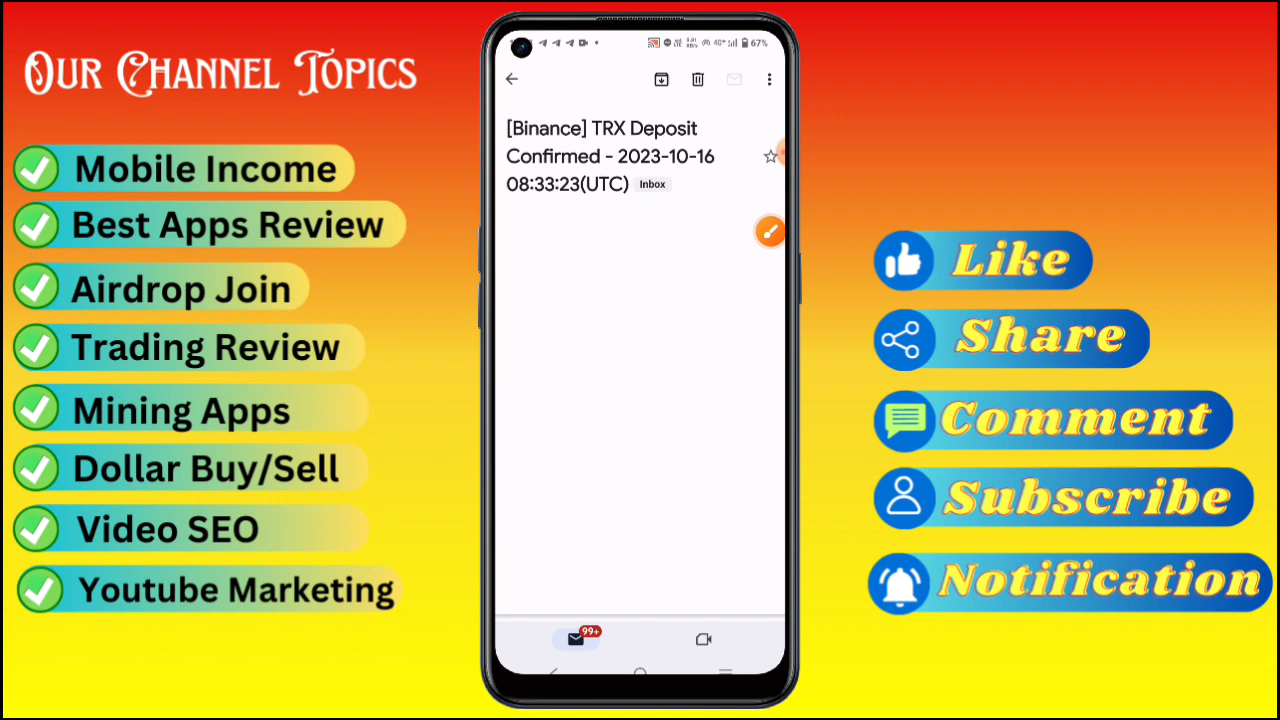 Our Channel Topics
Mobile Income
Best Apps Review
Airdrop Join
Trading Review
Mining Apps
Dollar Buy/Sell
Video SEO
Youtube Marketing
67%
[Binance] TRX Deposit
Confirmed - 2023-10-16
08:33:23(UTC) Inbox
99+
Like
Share
Comment
Subscribe
Notification